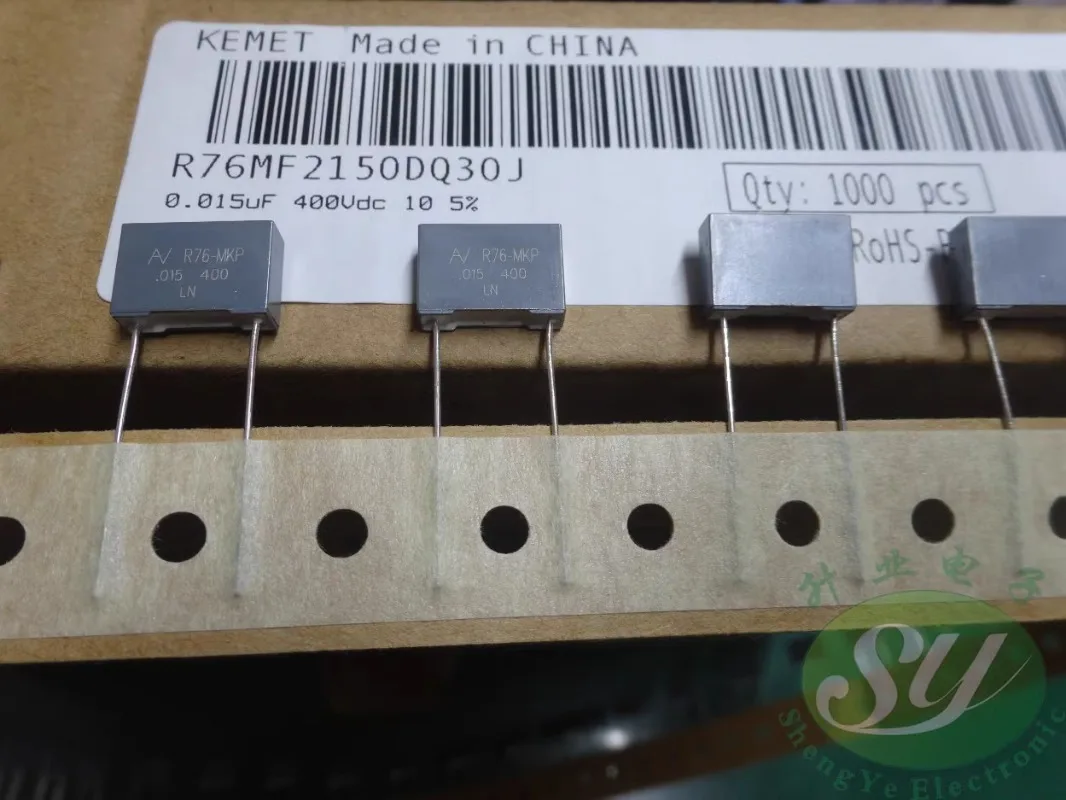 KEMET Made in CHINA
R76MF2150DQ30J
0.015uF 400Vdc 10 5%
Qty: 1000 pcs
RoHS-
R76-MKP
.015 400
LN
R76-MKP
.015 400
LN
升业电子
SY
ShengYe Electronic